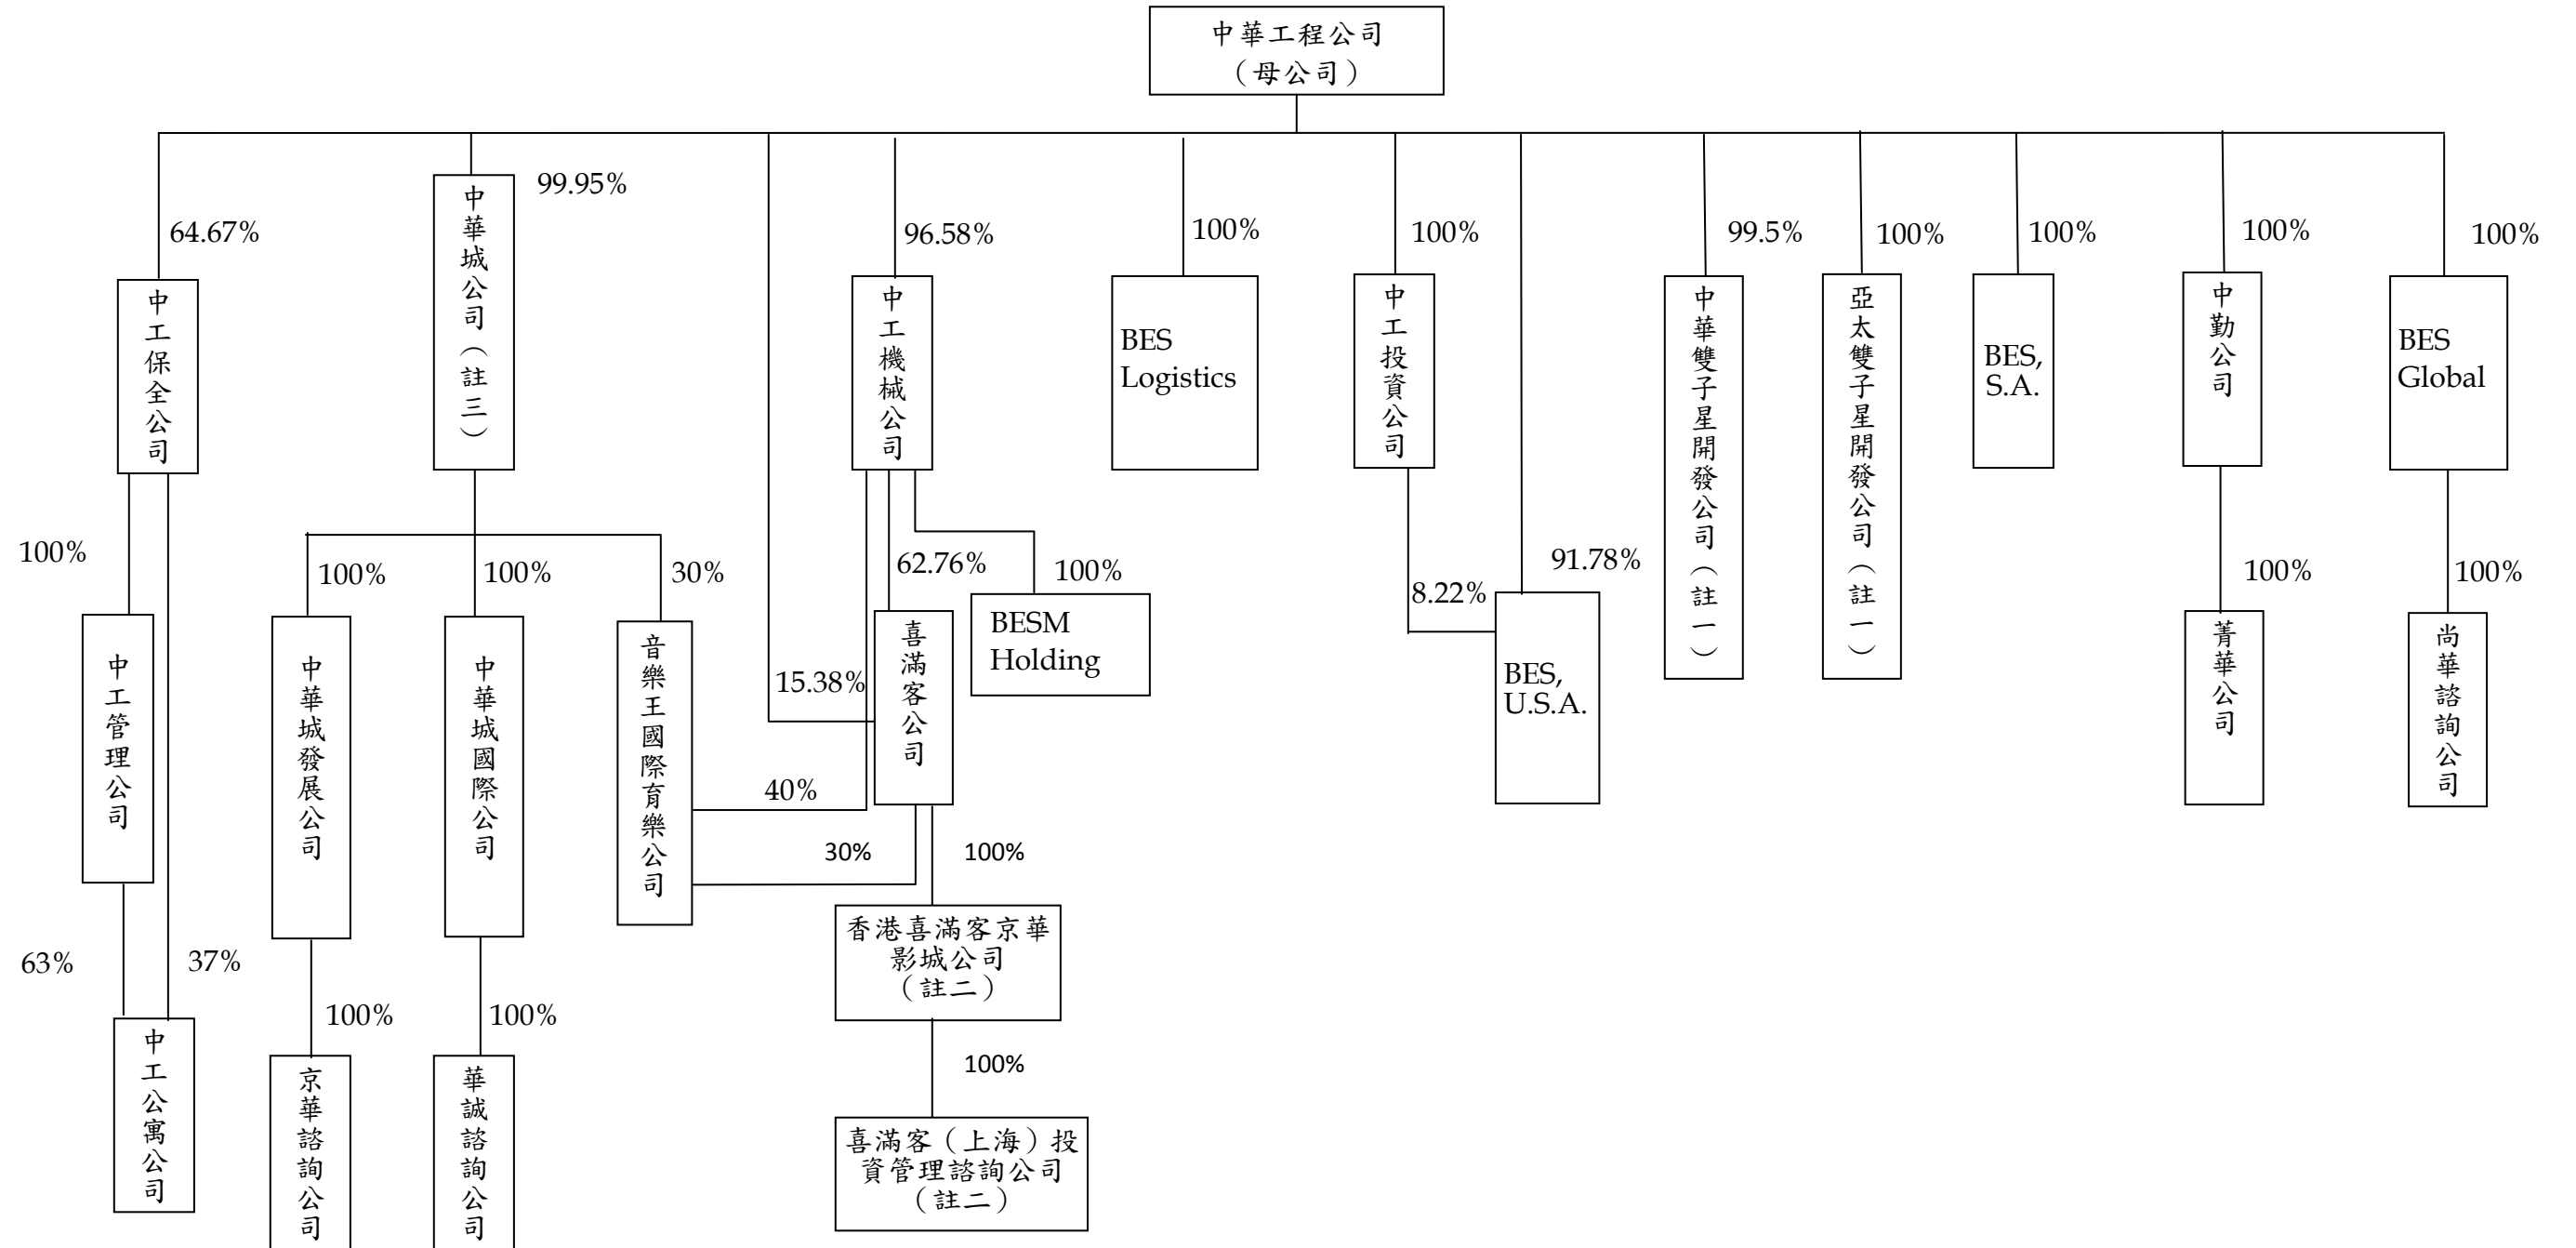 中華工程公司
（母公司）
99.95%
64.67%
96.58%
100%
100%
99.5%
100%
100%
100%
100%
中工保全公司
中華城公司（註三）
中工機械公司
BES
Logistics
中工投資公司
中華雙子星開發公司（註一）
亞太雙子星開發公司（註一）
BES,
S.A.
中勤公司
BES
Global
100%
100%
100%
30%
62.76%
100%
8.22%
91.78%
100%
100%
中工管理公司
中華城發展公司
中華城國際公司
音樂王國際育樂公司
15.38%
喜滿客公司
BESM
Holding
BES,
U.S.A.
菁華公司
尚華諮詢公司
40%
30%
100%
63%
37%
香港喜滿客京華
影城公司
（註二）
100%
100%
100%
中工公寓公司
京華諮詢公司
華誠諮詢公司
喜滿客（上海）投
資管理諮詢公司
（註二）